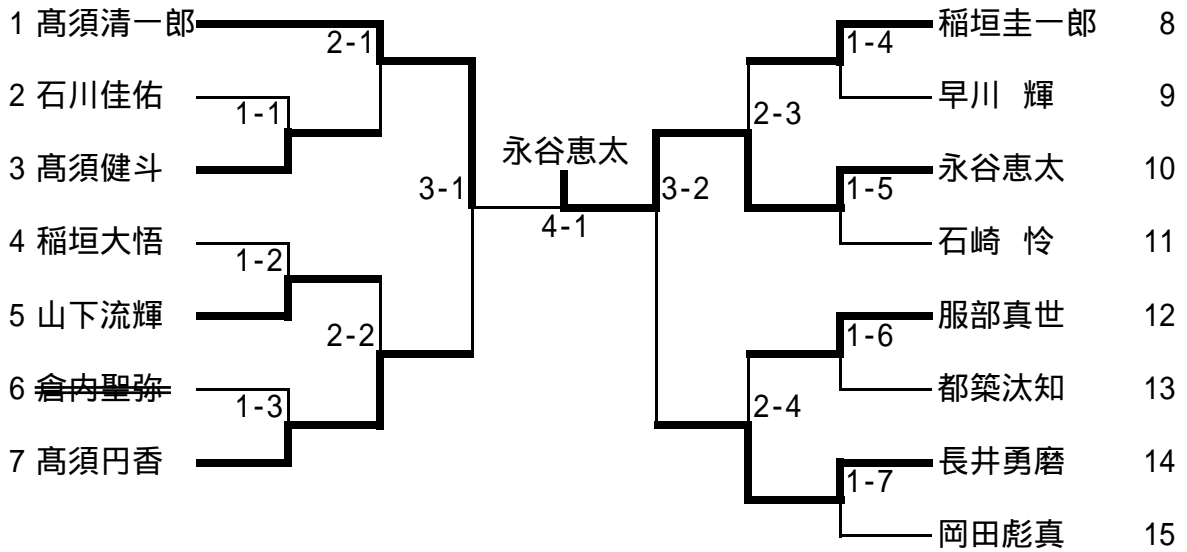 1 髙須清一郎
2-1
2 石川佳佑
1-1
3 髙須健斗
3-1
4 稲垣大悟
1-2
5 山下流輝
2-2
6 倉内聖弥
1-3
7 髙須円香
永谷恵太
4-1
稲垣圭一郎 8
1-4
早川 輝 9
2-3
永谷恵太 10
1-5
3-2
石崎 怜 11
服部真世 12
1-6
都築汰知 13
2-4
長井勇磨 14
1-7
岡田彪真 15